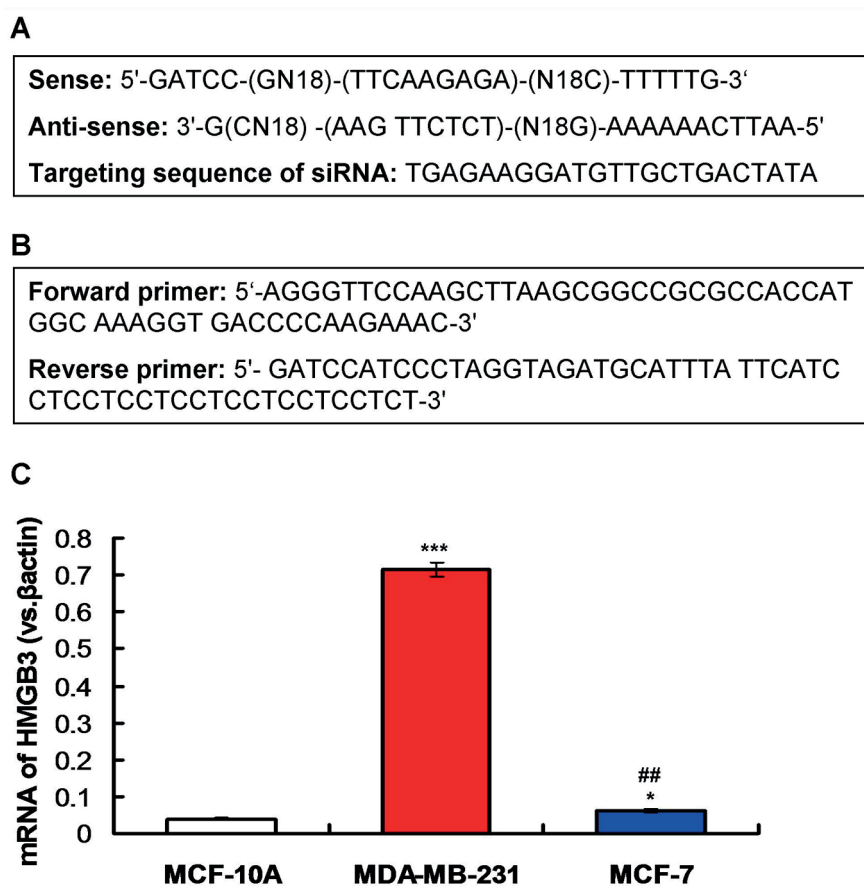 A
Sense: 5'-GATCC-(GN18)-(TTCAAGAGA)-(N18C)-TTTTTG-3‘
Anti-sense: 3'-G(CN18) -(AAG TTCTCT)-(N18G)-AAAAAACTTAA-5'
Targeting sequence of siRNA: TGAGAAGGATGTTGCTGACTATA
B
Forward primer: 5‘-AGGGTTCCAAGCTTAAGCGGCCGCGCCACCAT
GGC AAAGGT GACCCCAAGAAAC-3'
Reverse primer: 5'- GATCCATCCCTAGGTAGATGCATTTA TTCATC
CTCCTCCTCCTCCTCCTCCTCT-3'
C
mRNA of HMGB3 (vs.βactin)
0.8
0.7
0.6
0.5
0.4
0.3
0.2
0.1
0
***
##
*
MCF-10A MDA-MB-231 MCF-7